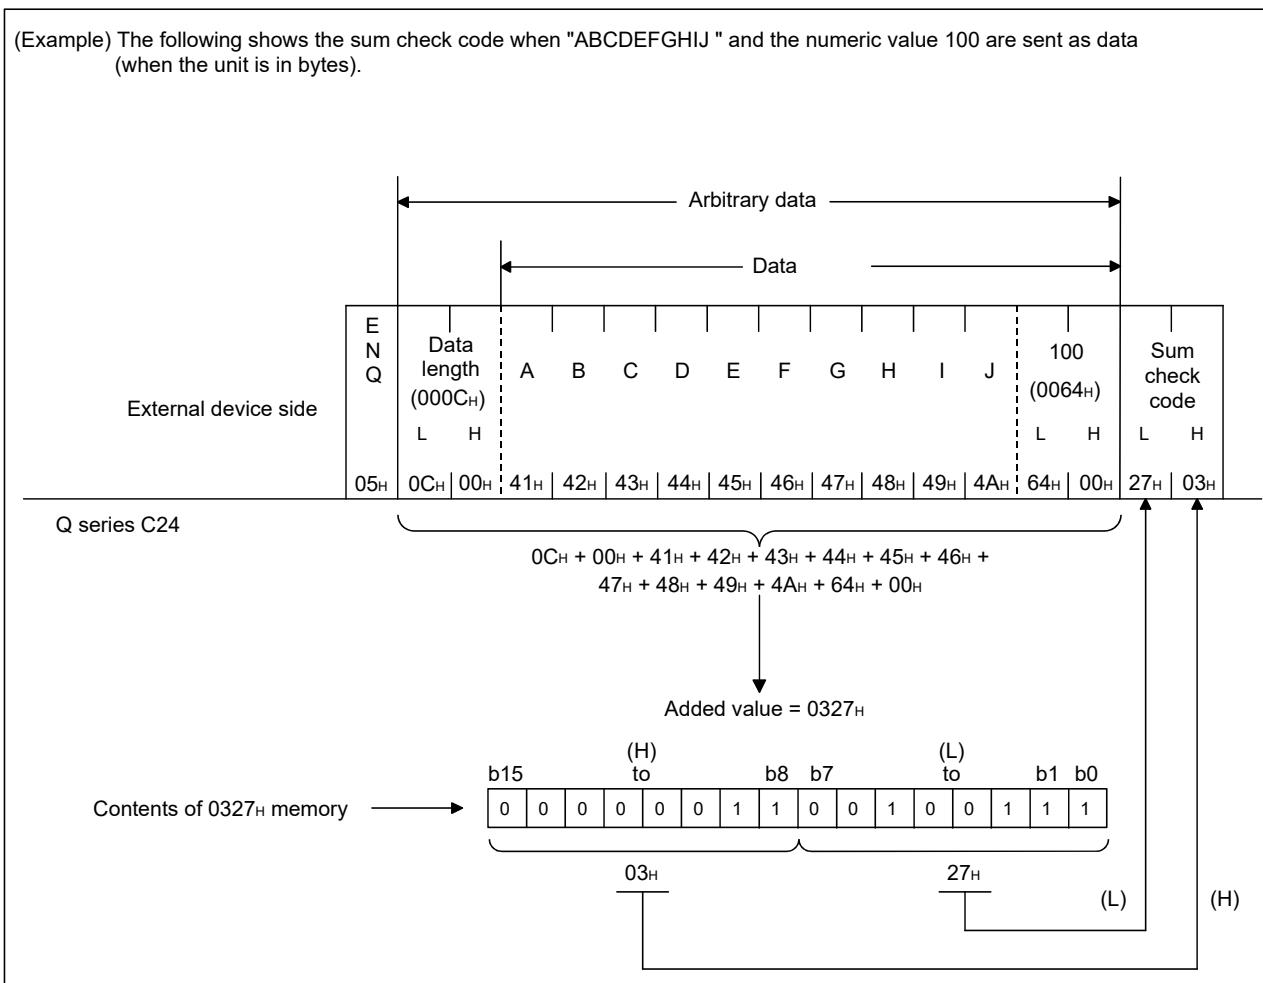 (Example) The following shows the sum check code when "ABCDEFGHIJ " and the numeric value 100 are sent as data
(when the unit is in bytes).
Arbitrary data
Data
E
N
Q
Data
length
(000CH)
A B C D E F G H I J
100
(0064H)
Sum
check
code
External device side
L H L H L H
05H 0CH 00H 41H 42H 43H 44H 45H 46H 47H 48H 49H 4AH 64H 00H 27H 03H
Q series C24
0CH + 00H + 41H + 42H + 43H + 44H + 45H + 46H +
47H + 48H + 49H + 4AH + 64H + 00H
Added value = 0327H
(H) (L)
b15 to b8 b7 to b1 b0
Contents of 0327H memory
0 0 0 0 0 0 1 1 0 0 1 0 0 1 1 1
03H 27H
(L) (H)